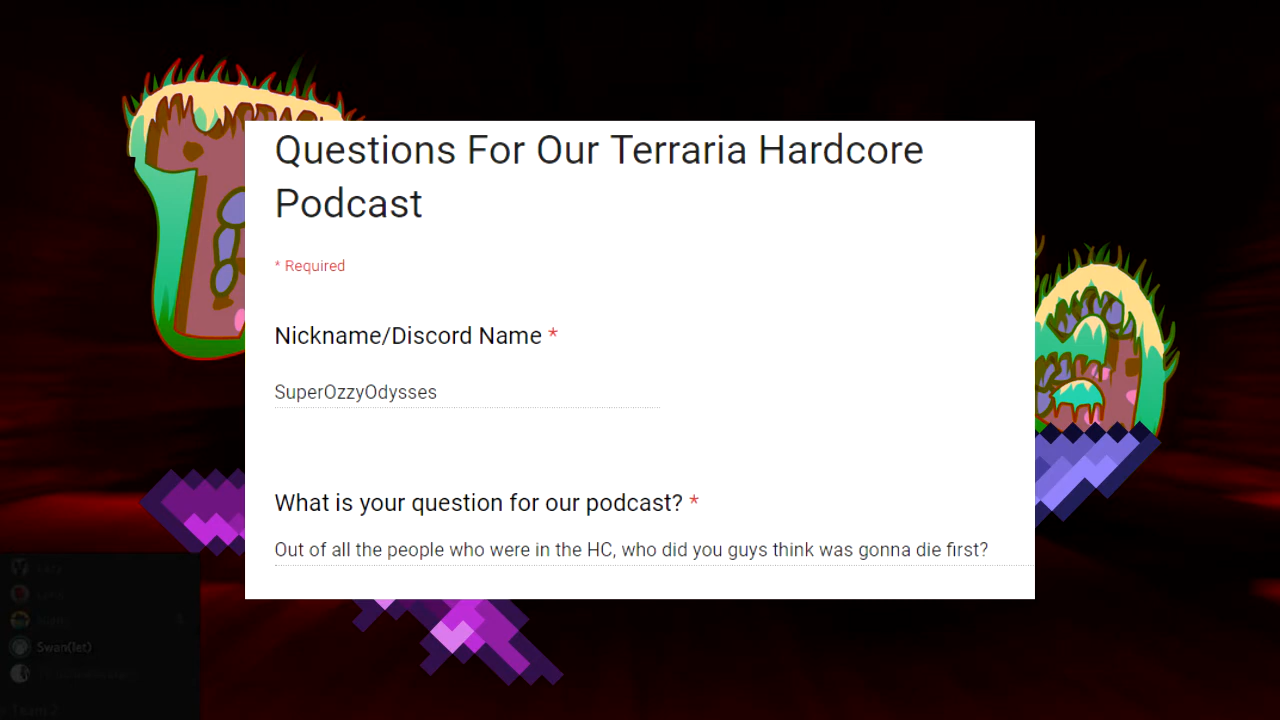 Questions For Our Terraria Hardcore
Podcast
* Required
Nickname/Discord Name *
SuperOzzyOdysses
What is your question for our podcast? *
Out of all the people who were in the HC, who did you guys think was gonna die first?
Swan(let)
Team 2